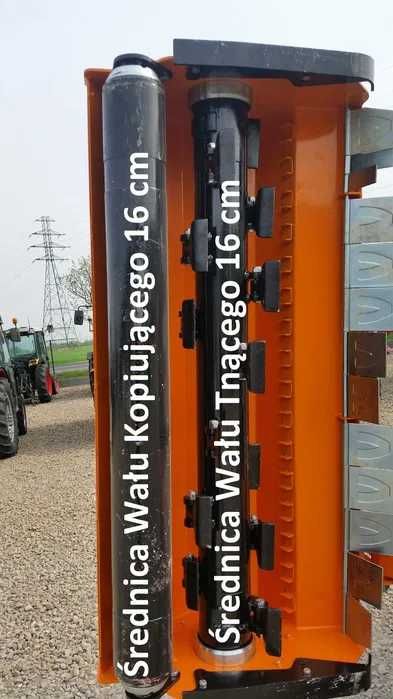 Średnica Wału Kopiującego 16 cm
Średnica Wału Tnącego 16 cm